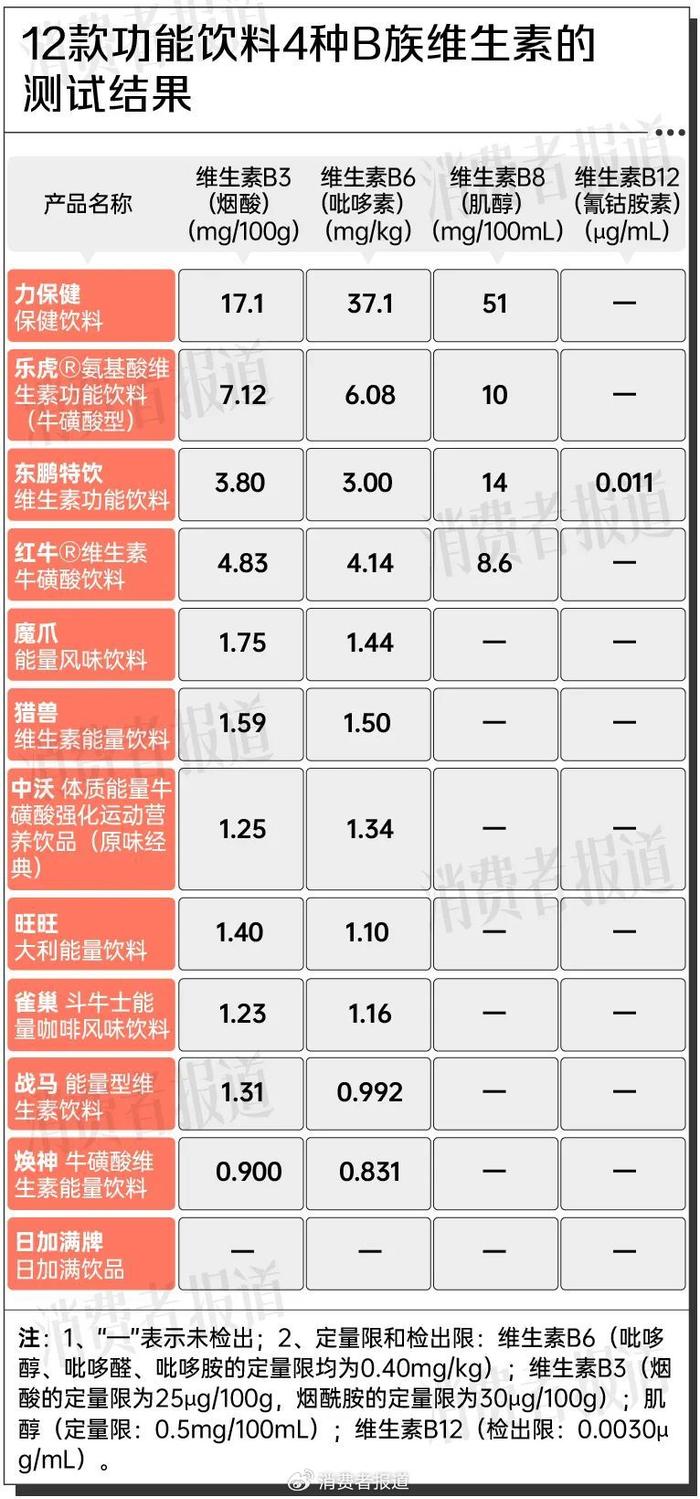 12款功能饮料4种B族维生素的
测试结果
产品名称
维生素B3
(烟酸)
(mg/100g)
维生素B6
(吡哆素)
(mg/kg)
维生素B8
(肌醇)
(mg/100mL)
维生素B12
(氰钴胺素)
(μg/mL)
力保健
保健饮料
17.1
37.1
51
—
乐虎®氨基酸维
生素功能饮料
（牛磺酸型）
7.12
6.08
10
—
东鹏特饮
维生素功能饮料
3.80
3.00
14
0.011
红牛®维生素
牛磺酸饮料
4.83
4.14
8.6
—
魔爪
能量风味饮料
1.75
1.44
—
—
猎兽
维生素能量饮料
1.59
1.50
—
—
中沃 体质能量牛
磺酸强化运动营
养饮品（原味经
典）
1.25
1.34
—
—
旺旺
大利能量饮料
1.40
1.10
—
—
雀巢 斗牛士能
量咖啡风味饮料
1.23
1.16
—
—
战马 能量型维
生素饮料
1.31
0.992
—
—
焕神 牛磺酸维
生素能量饮料
0.900
0.831
—
—
日加满牌
日加满饮品
—
—
—
—
注：1、“—”表示未检出；2、定量限和检出限：维生素B6（吡哆
醇、吡哆醛、吡哆胺的定量限均为0.40mg/kg）；维生素B3（烟
酸的定量限为25μg/100g，烟酰胺的定量限为30μg/100g）；肌
醇（定量限：0.5mg/100mL）；维生素B12（检出限：0.0030μ
g/mL）。
消费者报道